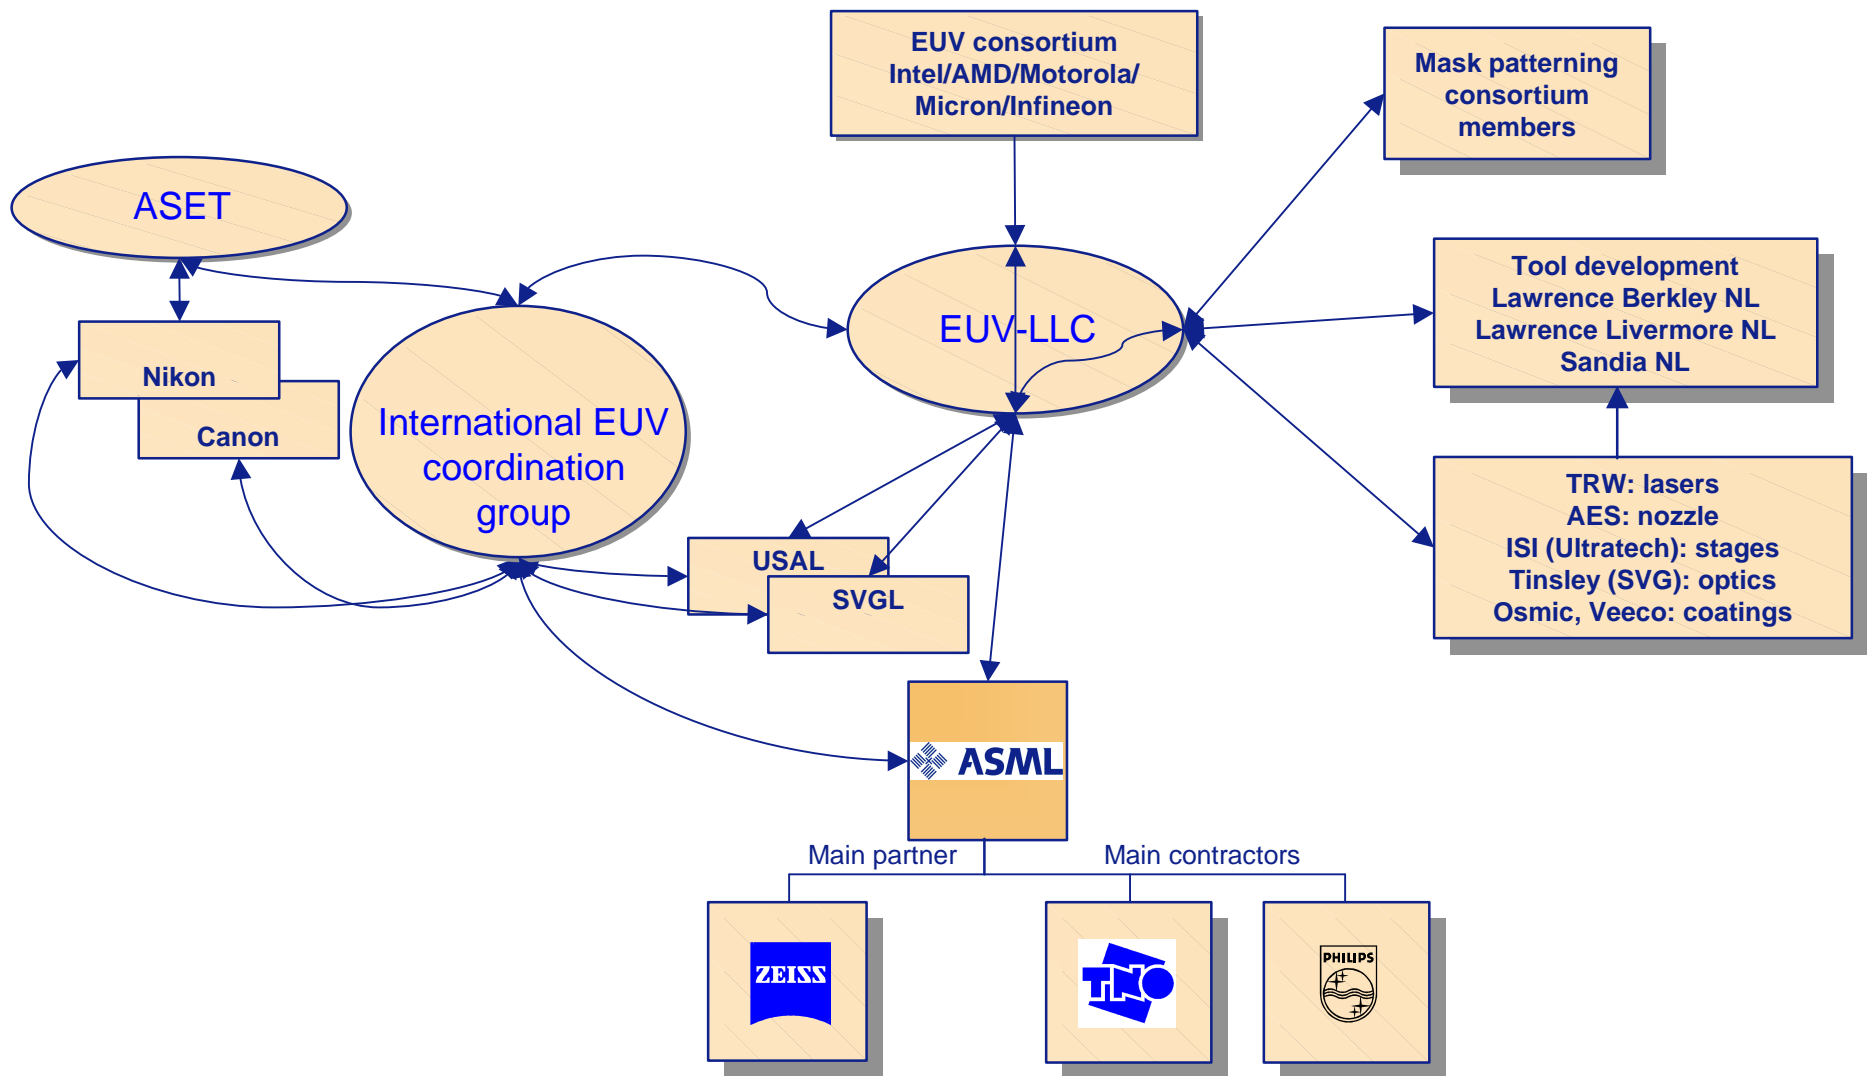 EUV consortium
Intel/AMD/Motorola/
Micron/Infineon
Mask patterning
consortium
members
ASET
EUV-LLC
Tool development
Lawrence Berkley NL
Lawrence Livermore NL
Sandia NL
Nikon
Canon
International EUV
coordination
group
TRW: lasers
AES: nozzle
ISI (Ultratech): stages
Tinsley (SVG): optics
Osmic, Veeco: coatings
USAL
SVGL
ASML
Main partner
Main contractors
ZEISS
TNO
PHILIPS